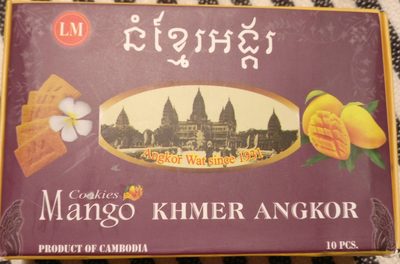 LM
នំខ្មែរអង្គរ
Angkor Wat since
Cookies
Mango KHMER ANGKOR
PRODUCT OF CAMBODIA
10 PCS.